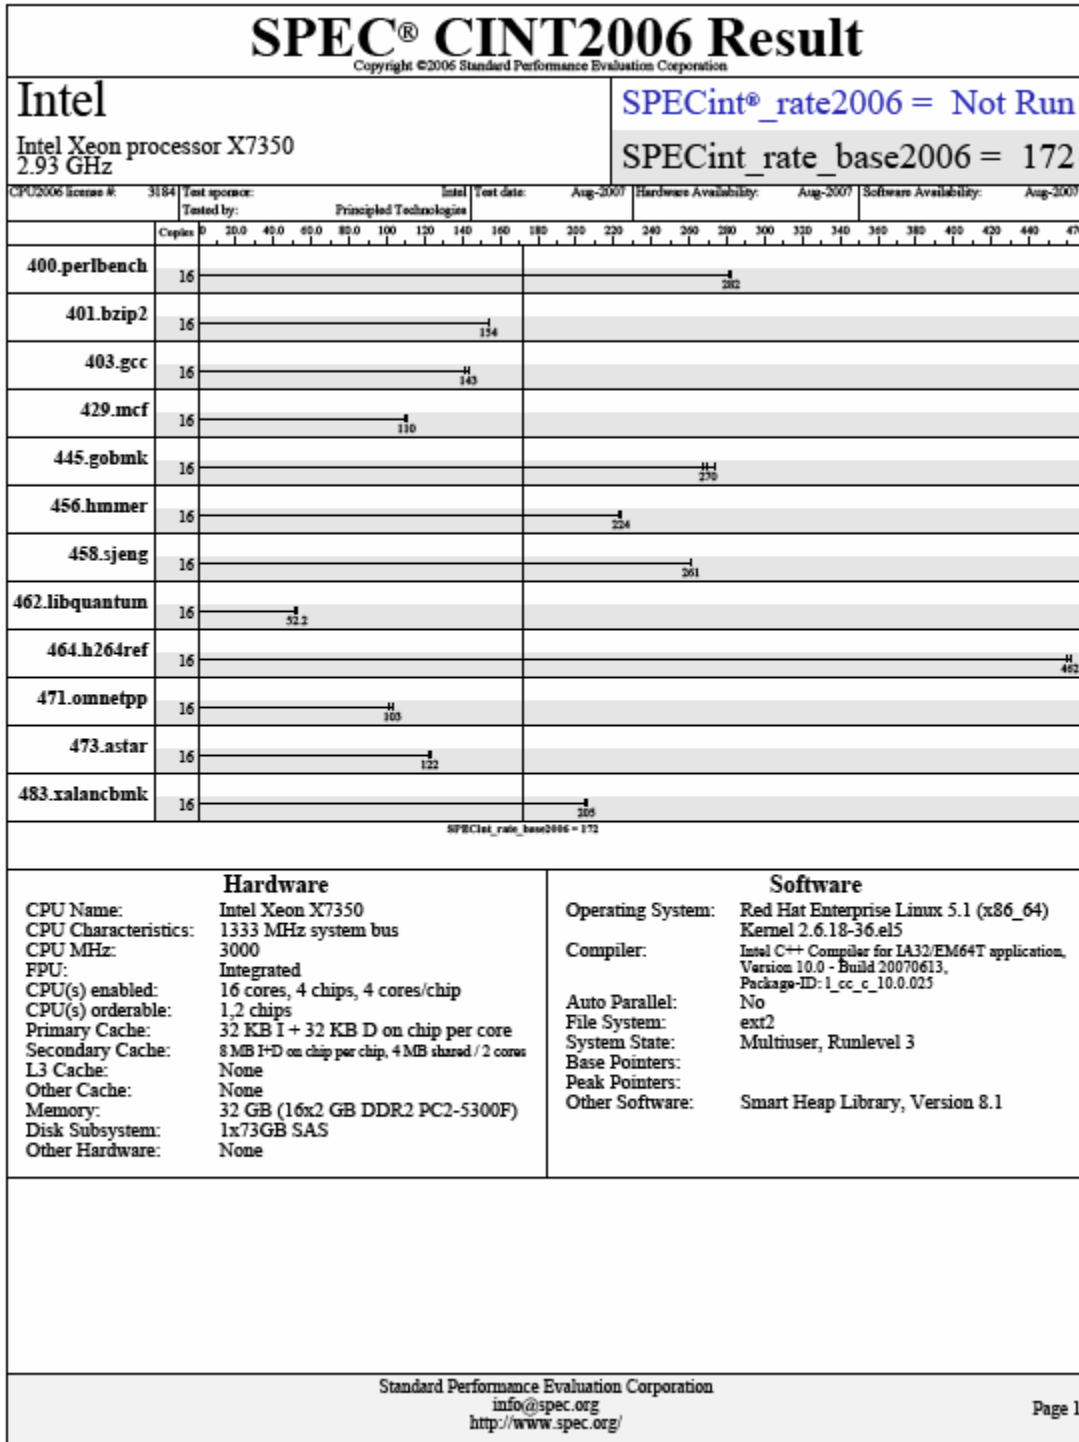 SPEC® CINT2006 Result
Copyright ©2006 Standard Performance Evaluation Corporation
Intel
Intel Xeon processor X7350
2.93 GHz
SPECint®_rate2006 = Not Run
SPECint_rate_base2006 = 172
CPU2006 license #: 3184 Test sponsor: Intel Test date: Aug-2007 Hardware Availability: Aug-2007 Software Availability: Aug-2007
Tested by: Principled Technologies
Copies 0 20.0 40.0 60.0 80.0 100 120 140 160 180 200 220 240 260 280 300 320 340 360 380 400 420 440 470
400.perlbench 16 282
401.bzip2 16 154
403.gcc 16 143
429.mcf 16 110
445.gobmk 16 270
456.hmmer 16 224
458.sjeng 16 261
462.libquantum 16 52.2
464.h264ref 16 462
471.omnetpp 16 103
473.astar 16 122
483.xalancbmk 16 205
SPECint_rate_base2006 = 172
Hardware
CPU Name: Intel Xeon X7350
CPU Characteristics: 1333 MHz system bus
CPU MHz: 3000
FPU: Integrated
CPU(s) enabled: 16 cores, 4 chips, 4 cores/chip
CPU(s) orderable: 1,2 chips
Primary Cache: 32 KB I + 32 KB D on chip per core
Secondary Cache: 8 MB I+D on chip per chip, 4 MB shared / 2 cores
L3 Cache: None
Other Cache: None
Memory: 32 GB (16x2 GB DDR2 PC2-5300F)
Disk Subsystem: 1x73GB SAS
Other Hardware: None
Software
Operating System: Red Hat Enterprise Linux 5.1 (x86_64)
Kernel 2.6.18-36.el5
Compiler: Intel C++ Compiler for IA32/EM64T application,
Version 10.0 - Build 20070613,
Package-ID: l_cc_c_10.0.025
Auto Parallel: No
File System: ext2
System State: Multiuser, Runlevel 3
Base Pointers:
Peak Pointers:
Other Software: Smart Heap Library, Version 8.1
Standard Performance Evaluation Corporation
info@spec.org
http://www.spec.org/
Page 1